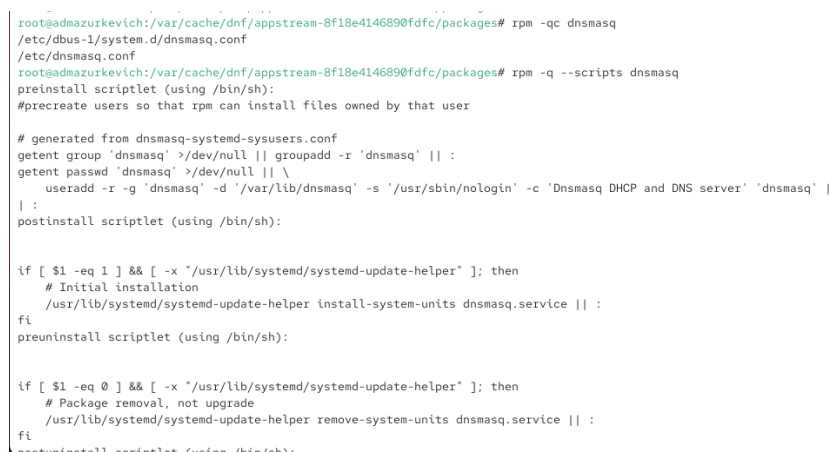 root@admazurkevich:/var/cache/dnf/appstream-8f18e4146890fdfc/packages# rpm -qc dnsmasq
/etc/dbus-1/system.d/dnsmasq.conf
/etc/dnsmasq.conf
root@admazurkevich:/var/cache/dnf/appstream-8f18e4146890fdfc/packages# rpm -q --scripts dnsmasq
preinstall scriptlet (using /bin/sh):
#precreate users so that rpm can install files owned by that user

# generated from dnsmasq-systemd-sysusers.conf
getent group 'dnsmasq' >/dev/null || groupadd -r 'dnsmasq' || :
getent passwd 'dnsmasq' >/dev/null || \
    useradd -r -g 'dnsmasq' -d '/var/lib/dnsmasq' -s '/usr/sbin/nologin' -c 'Dnsmasq DHCP and DNS server' 'dnsmasq' |
| :
postinstall scriptlet (using /bin/sh):


if [ $1 -eq 1 ] && [ -x "/usr/lib/systemd/systemd-update-helper" ]; then
    # Initial installation
    /usr/lib/systemd/systemd-update-helper install-system-units dnsmasq.service || :
fi
preuninstall scriptlet (using /bin/sh):


if [ $1 -eq 0 ] && [ -x "/usr/lib/systemd/systemd-update-helper" ]; then
    # Package removal, not upgrade
    /usr/lib/systemd/systemd-update-helper remove-system-units dnsmasq.service || :
fi
postuninstall scriptlet (using /bin/sh):